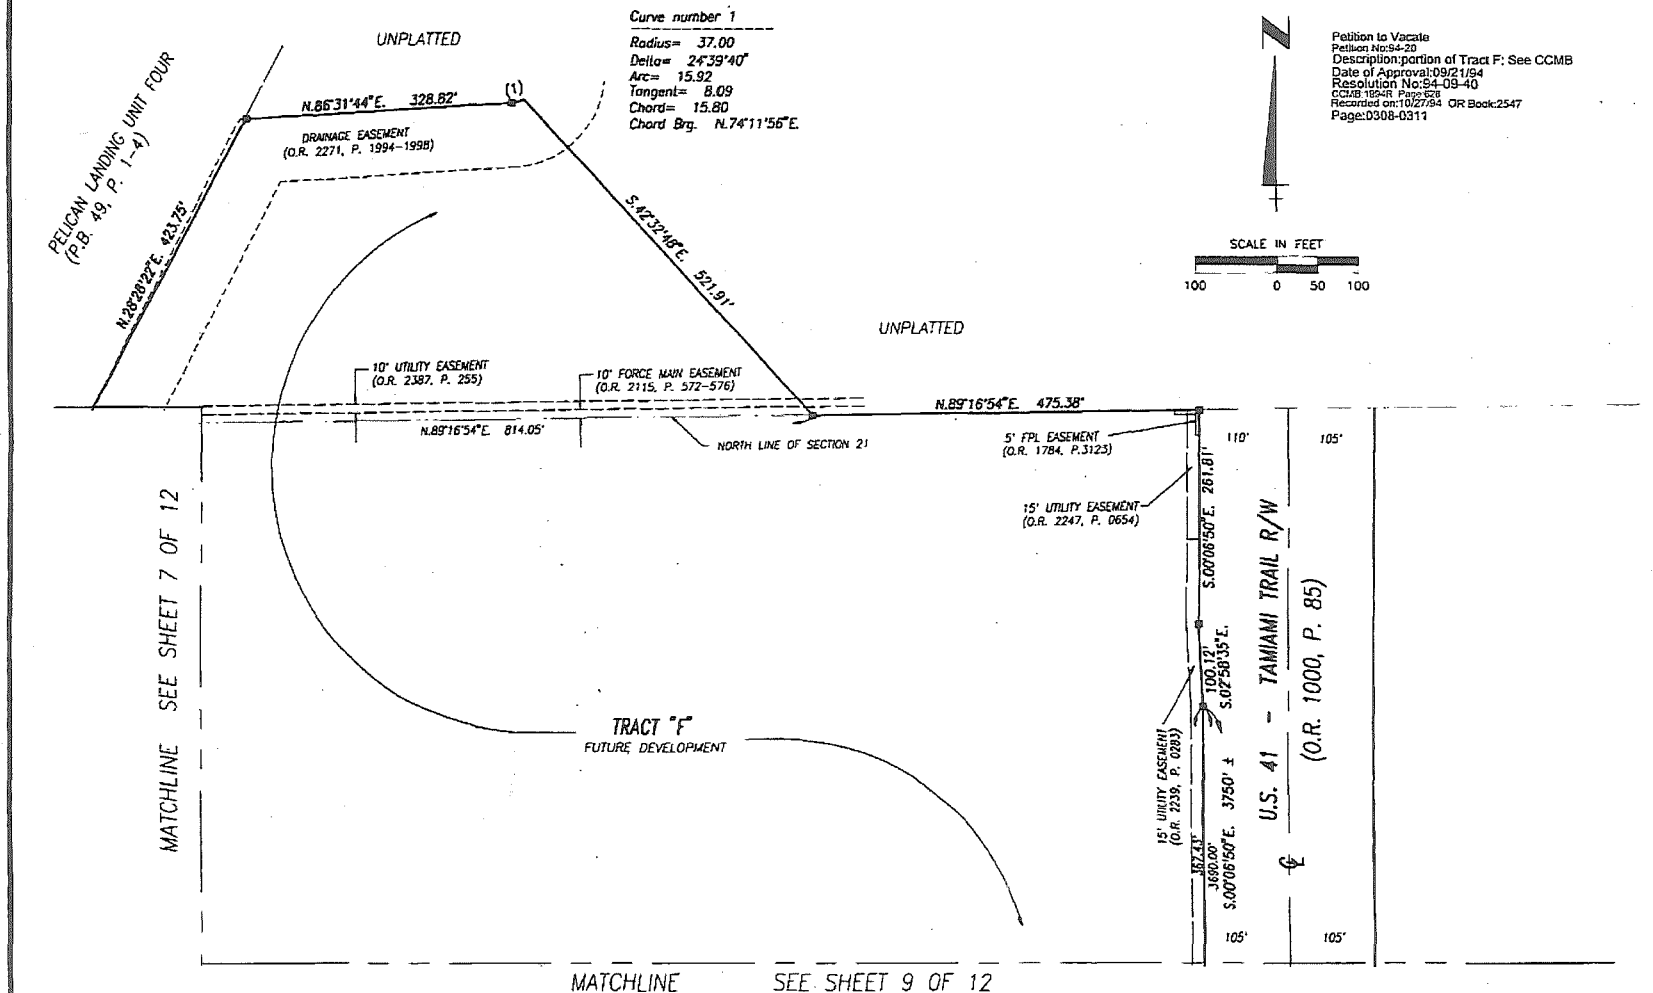 Curve number 1
Radius= 37.00
Delta= 24°39'40"
Arc= 15.92
Tangent= 8.09
Chord= 15.80
Chord Brg. N.74°11'56"E.
UNPLATTED
Petition to Vacate
Petition No:94-20
Description:portion of Tract F; See CCMB
Date of Approval:09/21/94
Resolution No:94-09-40
CCMB:1994R Page:628
Recorded on:10/27/94 OR Book:2547
Page:0308-0311
PELICAN LANDING UNIT FOUR
(P.B. 49, P. 1-4)
N.86°31'44"E. 328.82'
(1)
DRAINAGE EASEMENT
(O.R. 2271, P. 1994-1998)
N.28°28'22"E. 423.75'
S.42°32'48"E. 521.91'
SCALE IN FEET
100 0 50 100
UNPLATTED
10' UTILITY EASEMENT
(O.R. 2387, P. 255)
10' FORCE MAIN EASEMENT
(O.R. 2115, P. 572-576)
N.89°16'54"E. 475.38'
N.89°16'54"E. 814.05'
NORTH LINE OF SECTION 21
5' FPL EASEMENT
(O.R. 1784, P.3123)
110'
105'
15' UTILITY EASEMENT
(O.R. 2247, P. 0654)
S.00°06'50"E. 261.81'
100.12'
S.02°58'35"E.
MATCHLINE SEE SHEET 7 OF 12
TRACT "F"
FUTURE DEVELOPMENT
15' UTILITY EASEMENT
(O.R. 2239, P. 0283)
367.43'
3690.00'
S.00°06'50"E. 3750' ±
U.S. 41 - TAMIAMI TRAIL R/W
(O.R. 1000, P. 85)
℄
105'
105'
MATCHLINE SEE SHEET 9 OF 12